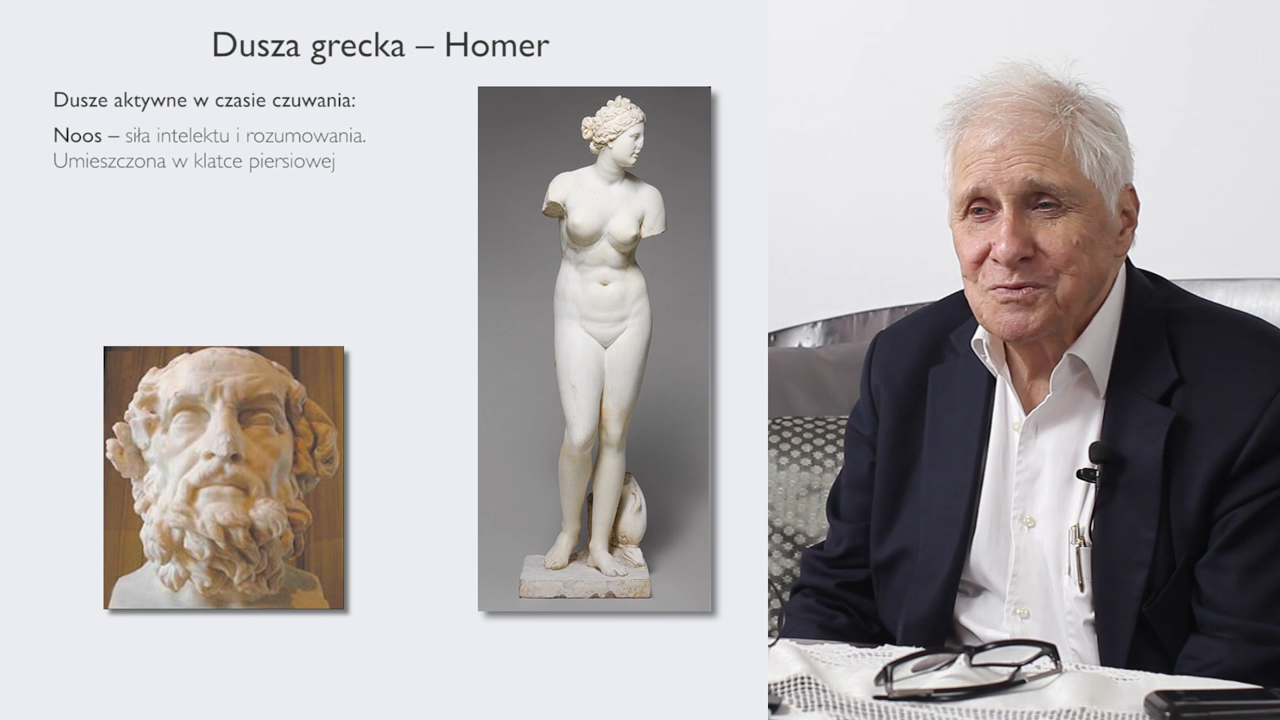 Dusza grecka – Homer
Dusze aktywne w czasie czuwania:
Noos – siła intelektu i rozumowania.
Umieszczona w klatce piersiowej